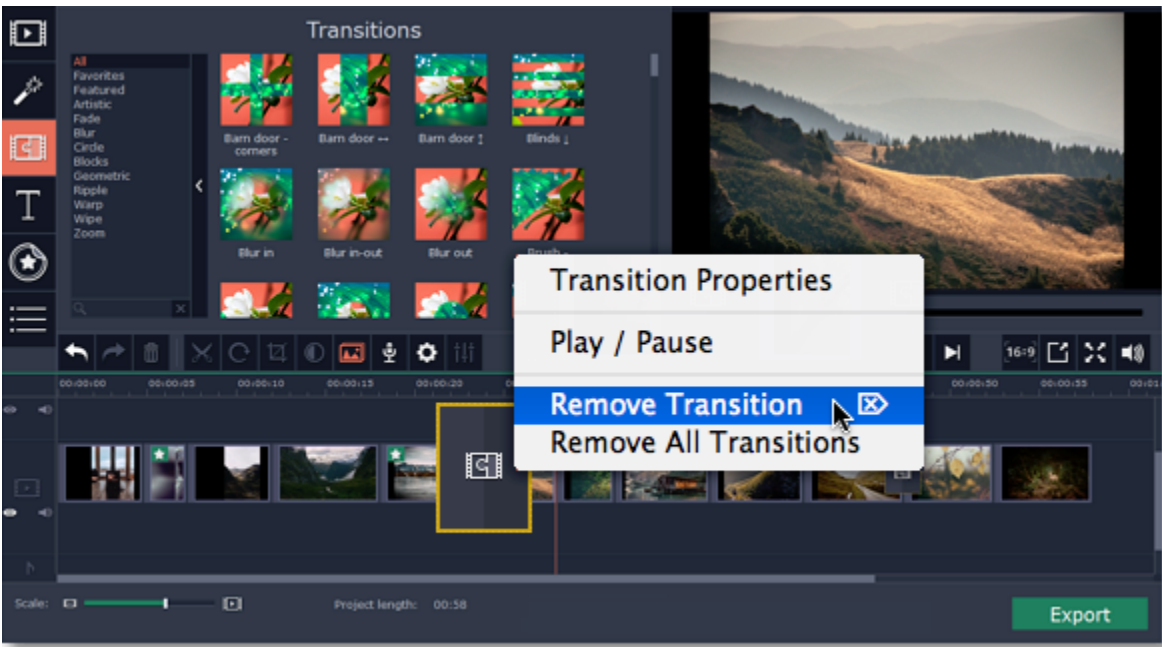 Transitions
All
Favorites
Featured
Artistic
Fade
Blur
Circle
Blocks
Geometric
Ripple
Warp
Wipe
Zoom
Barn door -
corners
Barn door ↔
Barn door ↕
Blinds ↓
Blur in
Blur in-out
Blur out
Brush -
Transition Properties
Play / Pause
Remove Transition
Remove All Transitions
16:9
00:00:00 00:00:05 00:00:10 00:00:15 00:00:20 00:00:50 00:00:55 00:01
Scale:
Project length: 00:58
Export